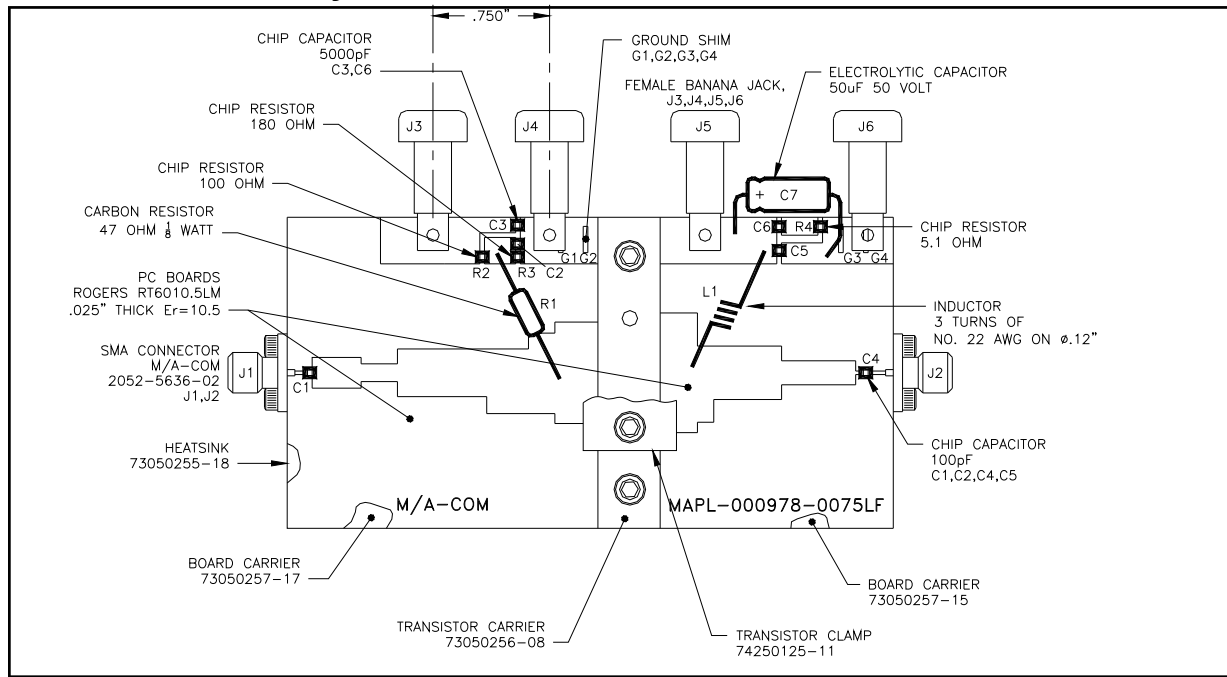 .750"
CHIP CAPACITOR
5000pF
C3,C6
GROUND SHIM
G1,G2,G3,G4
ELECTROLYTIC CAPACITOR
50uF 50 VOLT
FEMALE BANANA JACK,
J3,J4,J5,J6
CHIP RESISTOR
180 OHM
J3
J4
J5
J6
CHIP RESISTOR
100 OHM
+ C7
CARBON RESISTOR
47 OHM 1/8 WATT
C3
C6
R4
CHIP RESISTOR
5.1 OHM
C5
R2
R3
C2
G1
G2
G3
G4
PC BOARDS
ROGERS RT6010.5LM
.025" THICK Er=10.5
R1
L1
INDUCTOR
3 TURNS OF
NO. 22 AWG ON ø.12"
SMA CONNECTOR
M/A-COM
2052-5636-02
J1,J2
J1
C1
C4
J2
HEATSINK
73050255-18
CHIP CAPACITOR
100pF
C1,C2,C4,C5
M/A-COM
MAPL-000978-0075LF
BOARD CARRIER
73050257-17
BOARD CARRIER
73050257-15
TRANSISTOR CARRIER
73050256-08
TRANSISTOR CLAMP
74250125-11